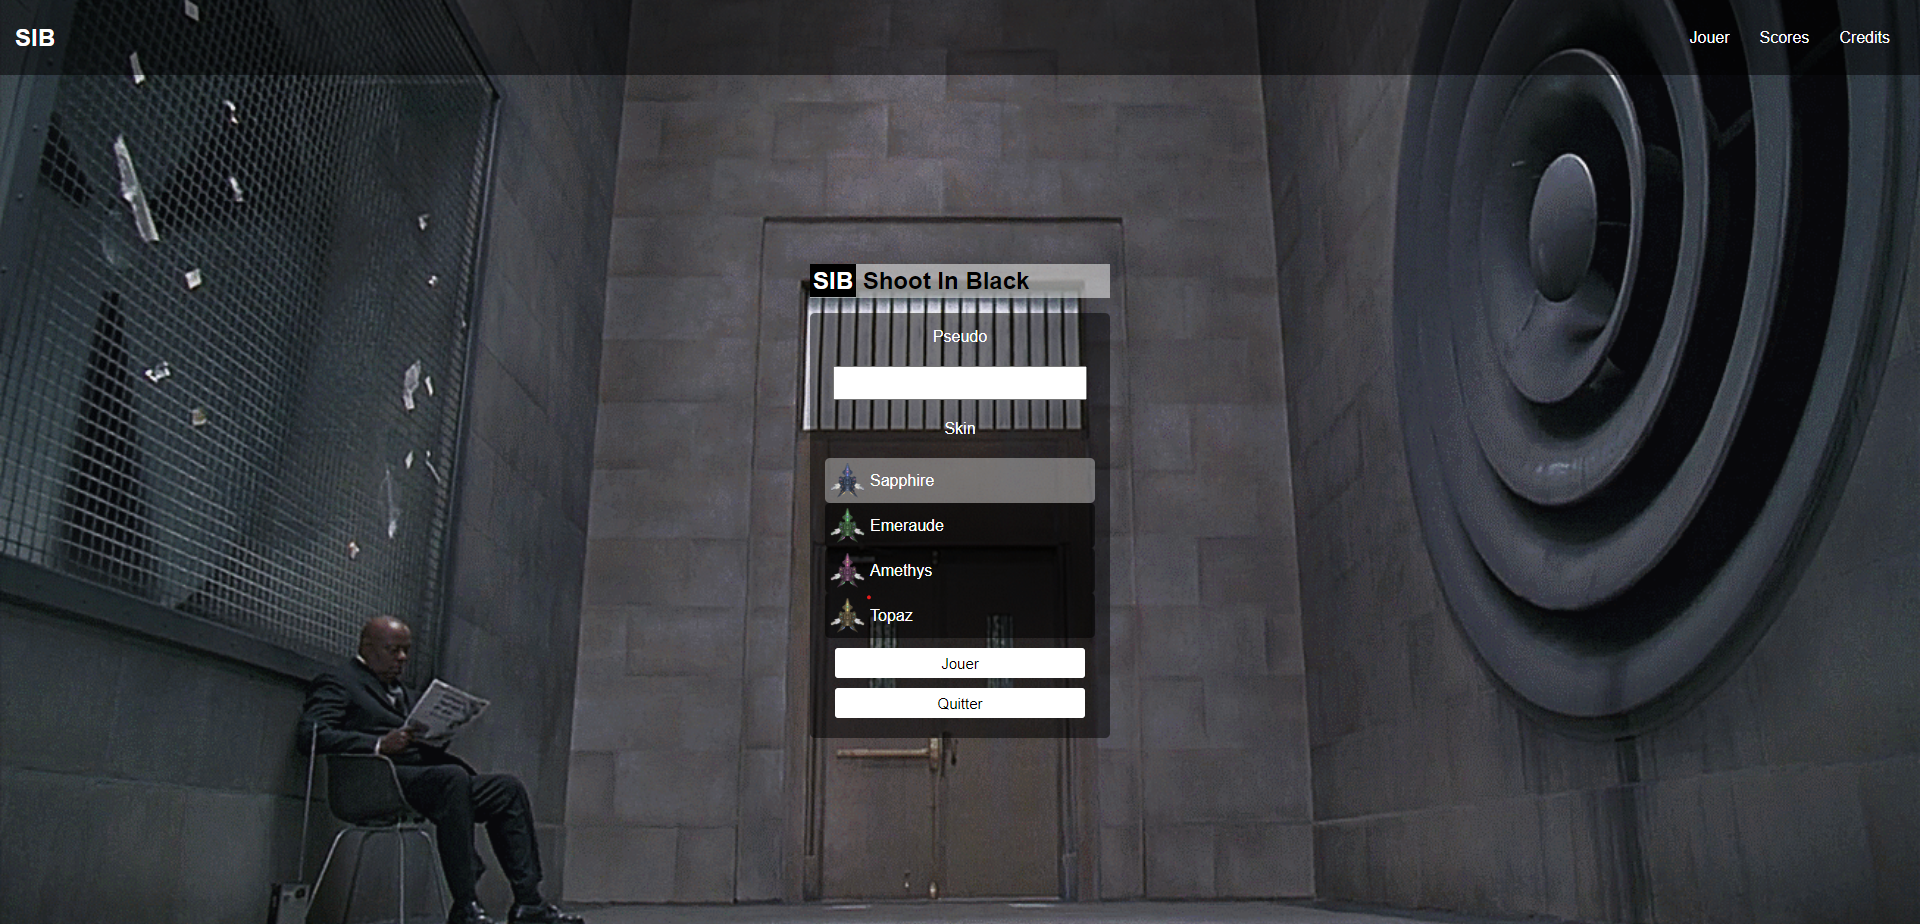 SIB
Jouer Scores Credits
SIB Shoot In Black
Pseudo
Skin
Sapphire
Emeraude
Amethys
Topaz
Jouer
Quitter